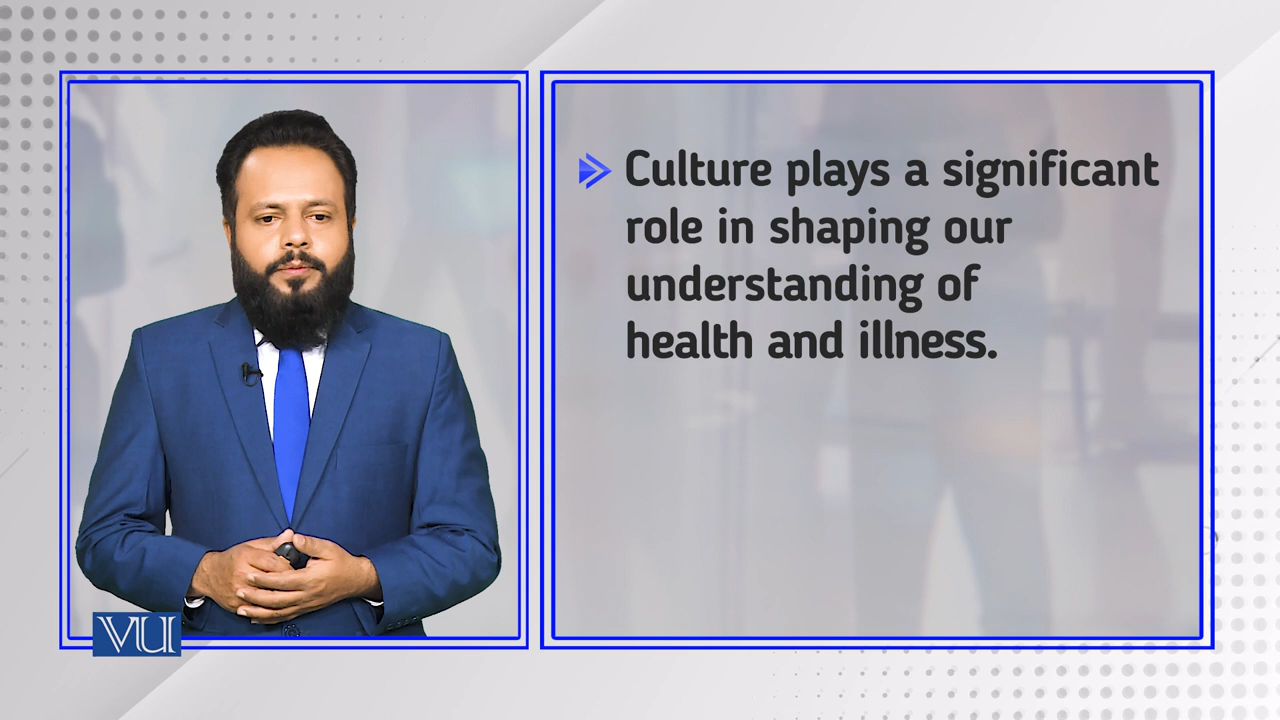 Culture plays a significant
role in shaping our
understanding of
health and illness.
VU